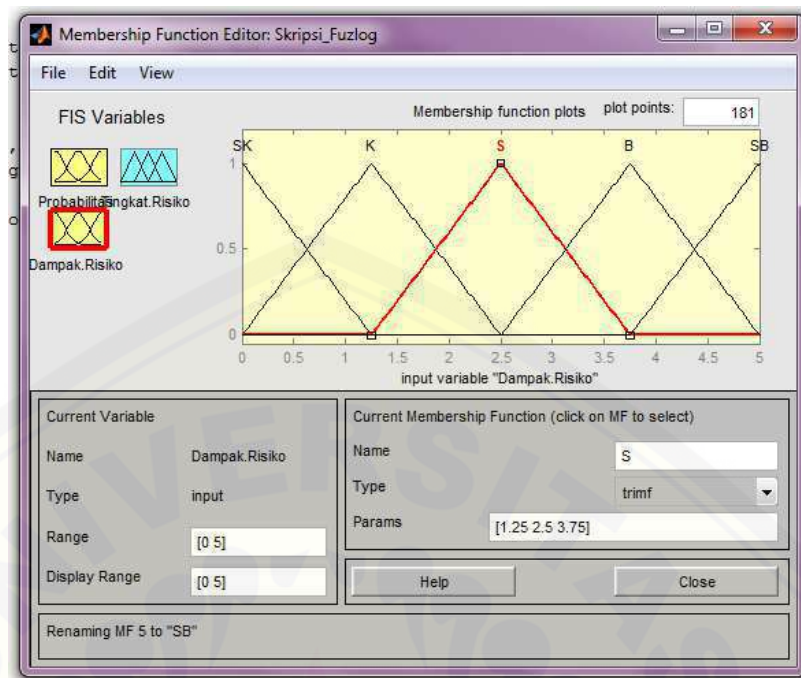 Membership Function Editor: Skripsi_Fuzlog
File Edit View
FIS Variables
Membership function plots plot points: 181
Probabilitas
Tingkat.Risiko
Dampak.Risiko
SK K S B SB
1
0.5
0
0 0.5 1 1.5 2 2.5 3 3.5 4 4.5 5
input variable "Dampak.Risiko"
Current Variable
Name Dampak.Risiko
Type input
Range [0 5]
Display Range [0 5]
Current Membership Function (click on MF to select)
Name S
Type trimf
Params [1.25 2.5 3.75]
Help Close
Renaming MF 5 to "SB"
UNIVERSITAS